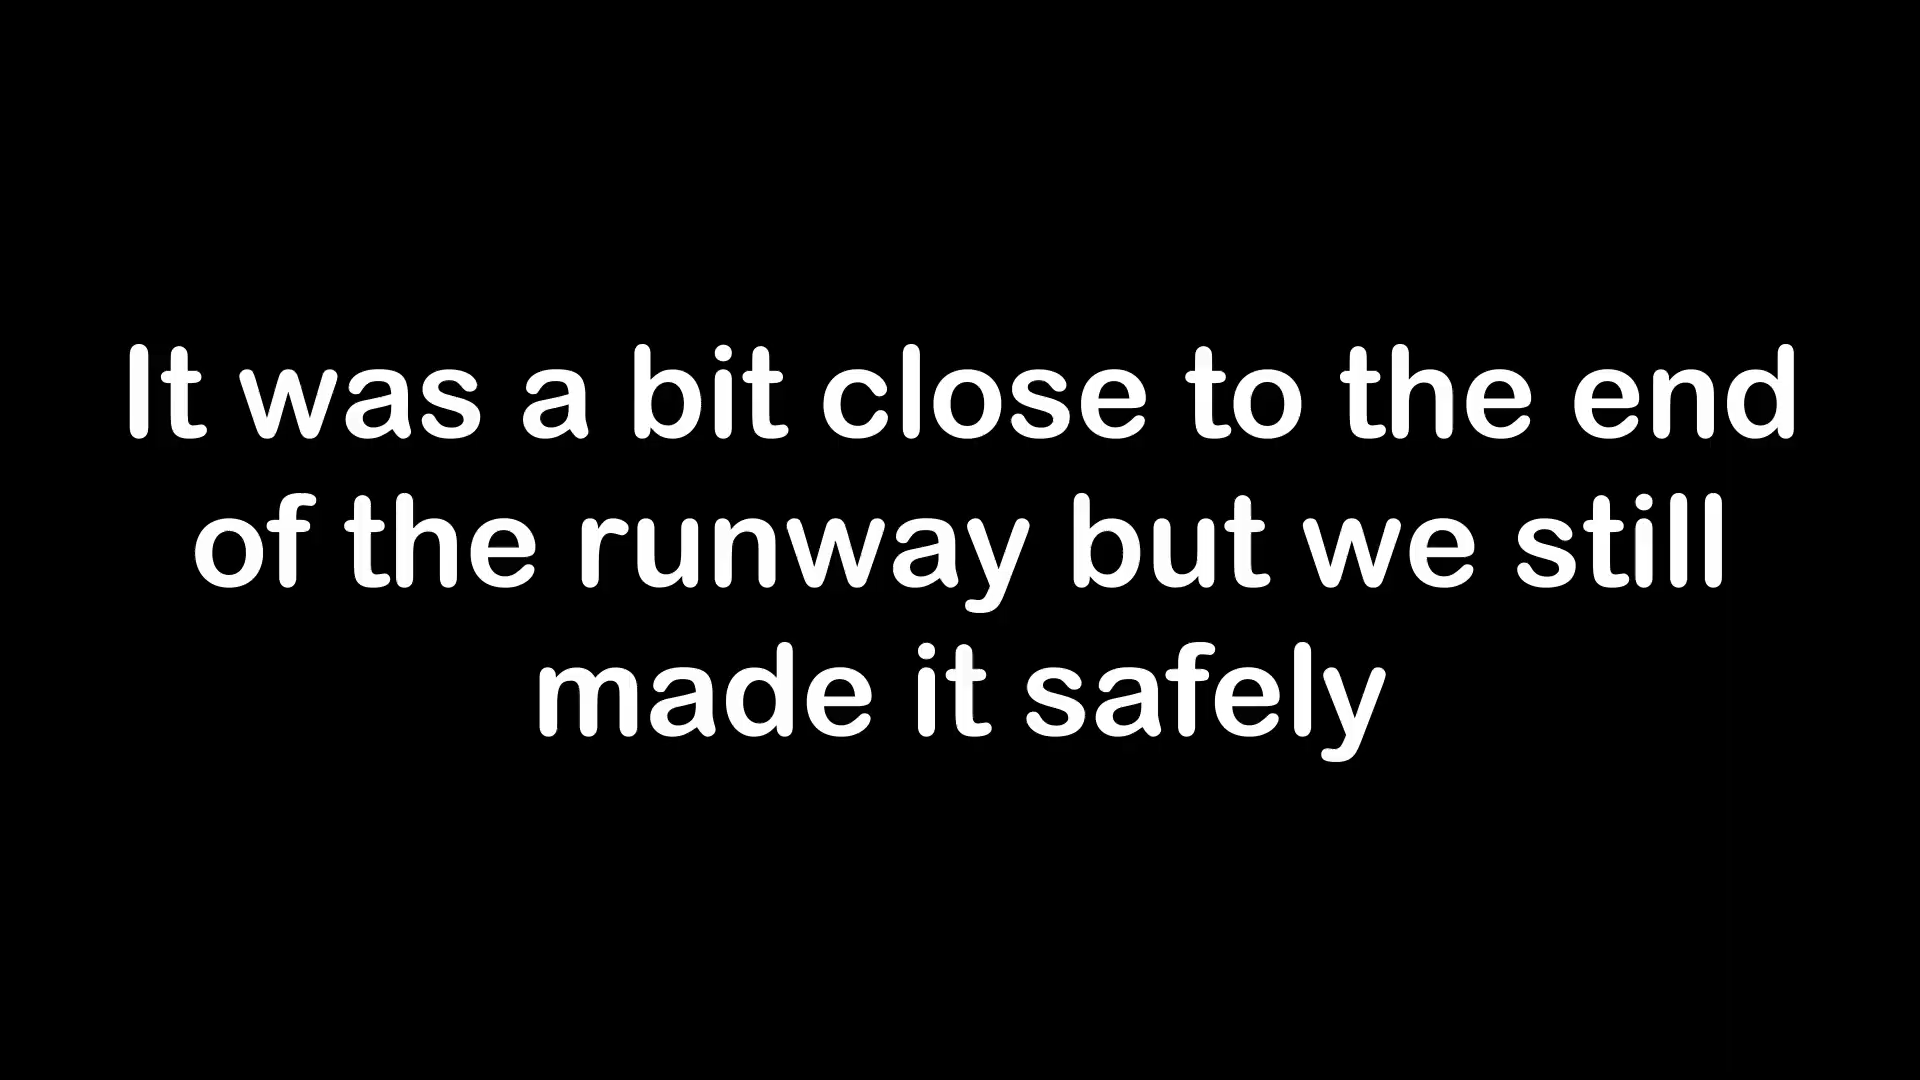 It was a bit close to the end
of the runway but we still
made it safely